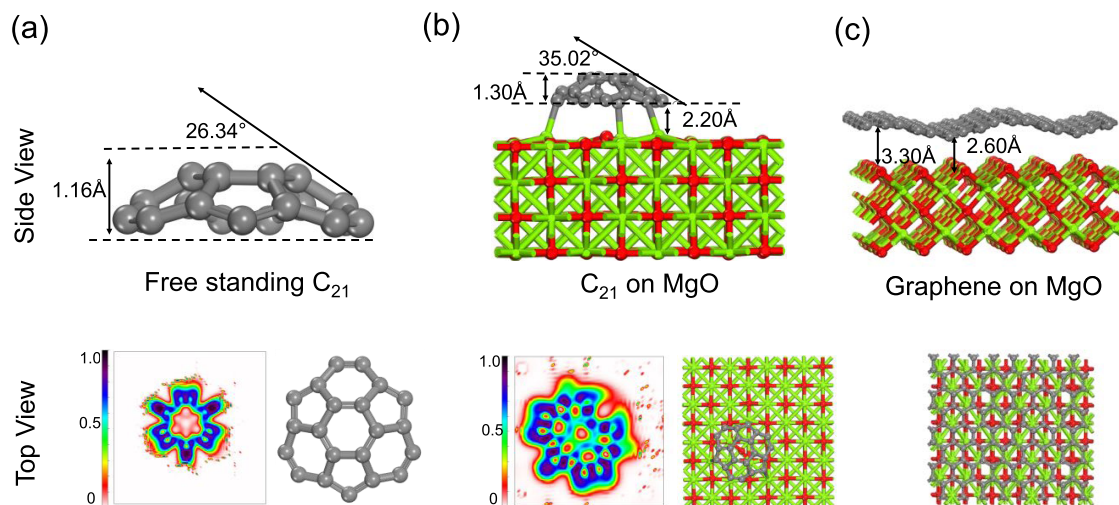 (a)
(b)
(c)
Side View
26.34°
1.16Å
Free standing C₂₁
35.02°
1.30Å
2.20Å
C₂₁ on MgO
3.30Å
2.60Å
Graphene on MgO
Top View
1.0
0.5
0
1.0
0.5
0